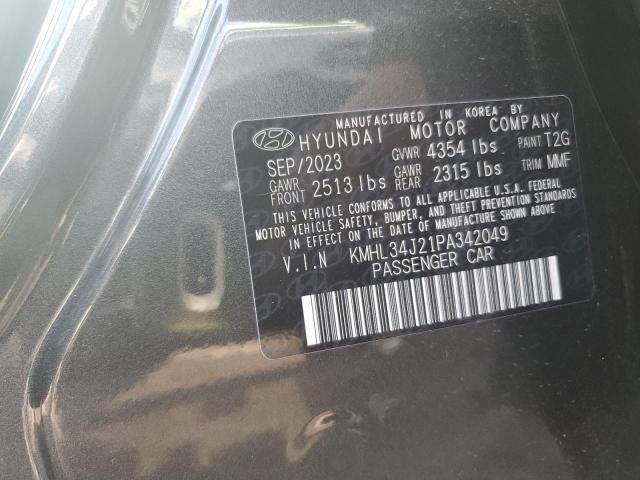 MANUFACTURED IN KOREA BY
HYUNDAI MOTOR COMPANY
SEP/2023 GVWR 4354 lbs PAINT T2G
GAWR FRONT 2513 lbs GAWR REAR 2315 lbs TRIM MMF
THIS VEHICLE CONFORMS TO ALL APPLICABLE U.S.A. FEDERAL
MOTOR VEHICLE SAFETY, BUMPER, AND THEFT PREVENTION STANDARDS
IN EFFECT ON THE DATE OF MANUFACTURE SHOWN ABOVE.
V.I.N KMHL34J21PA342049
PASSENGER CAR